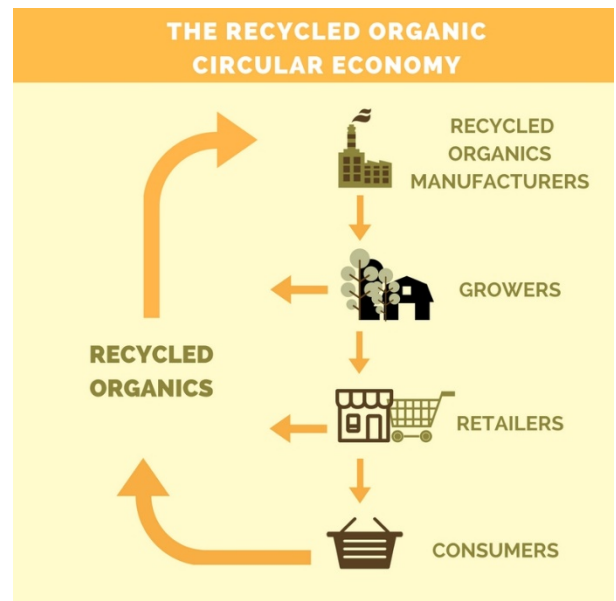 THE RECYCLED ORGANIC
CIRCULAR ECONOMY
RECYCLED
ORGANICS
MANUFACTURERS
GROWERS
RECYCLED
ORGANICS
RETAILERS
CONSUMERS